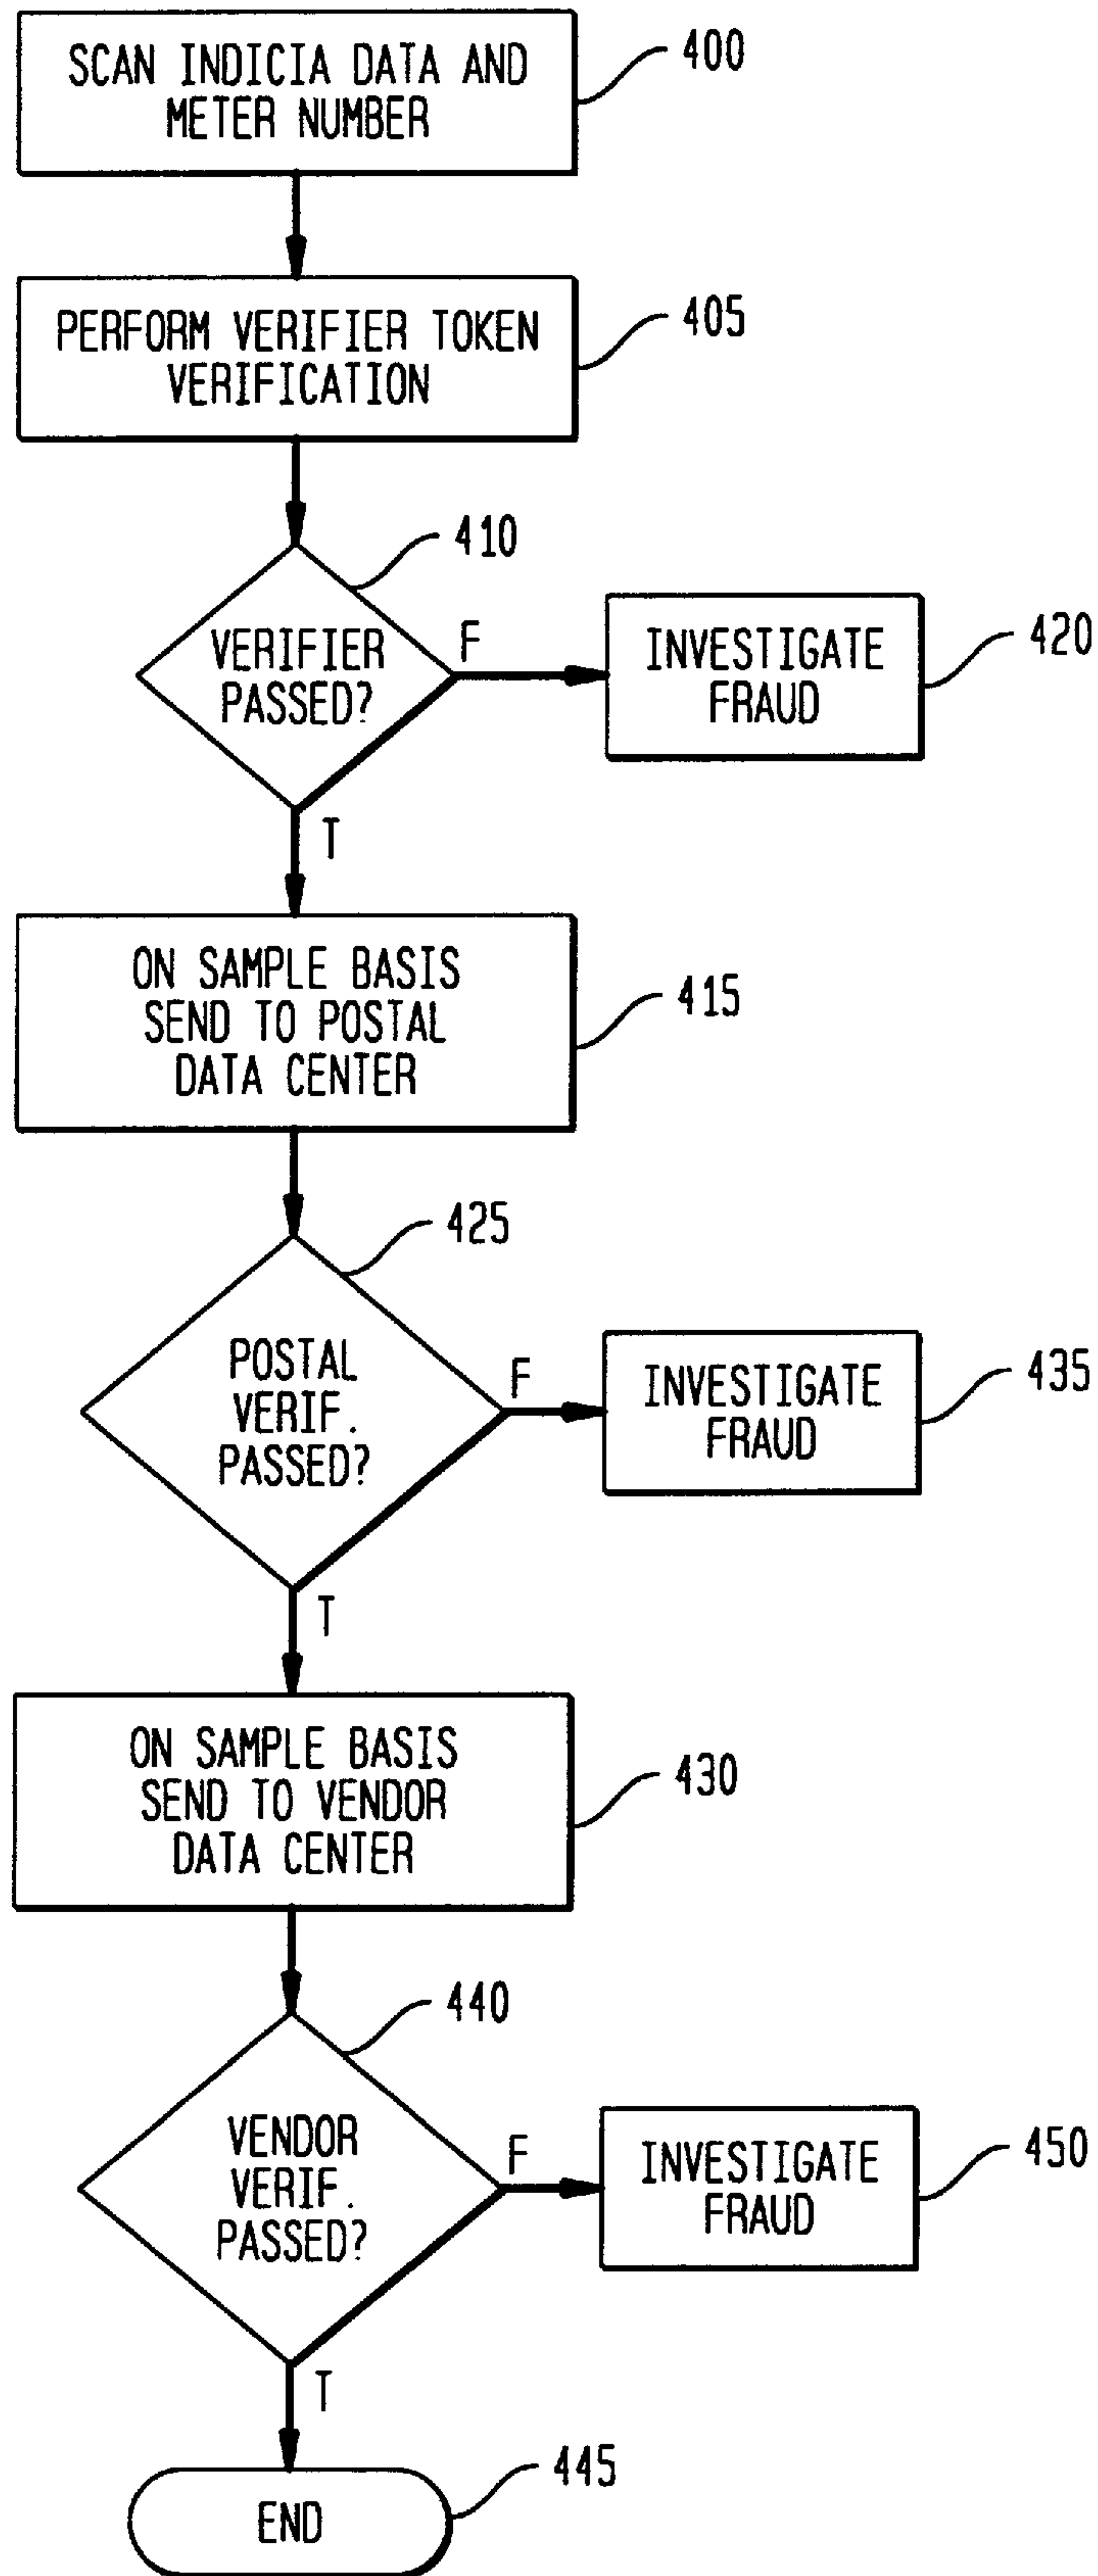 SCAN INDICIA DATA AND
METER NUMBER
400
PERFORM VERIFIER TOKEN
VERIFICATION
405
410
VERIFIER
PASSED?
F
INVESTIGATE
FRAUD
420
T
ON SAMPLE BASIS
SEND TO POSTAL
DATA CENTER
415
425
POSTAL
VERIF.
PASSED?
F
INVESTIGATE
FRAUD
435
T
ON SAMPLE BASIS
SEND TO VENDOR
DATA CENTER
430
440
VENDOR
VERIF.
PASSED?
F
INVESTIGATE
FRAUD
450
T
END
445